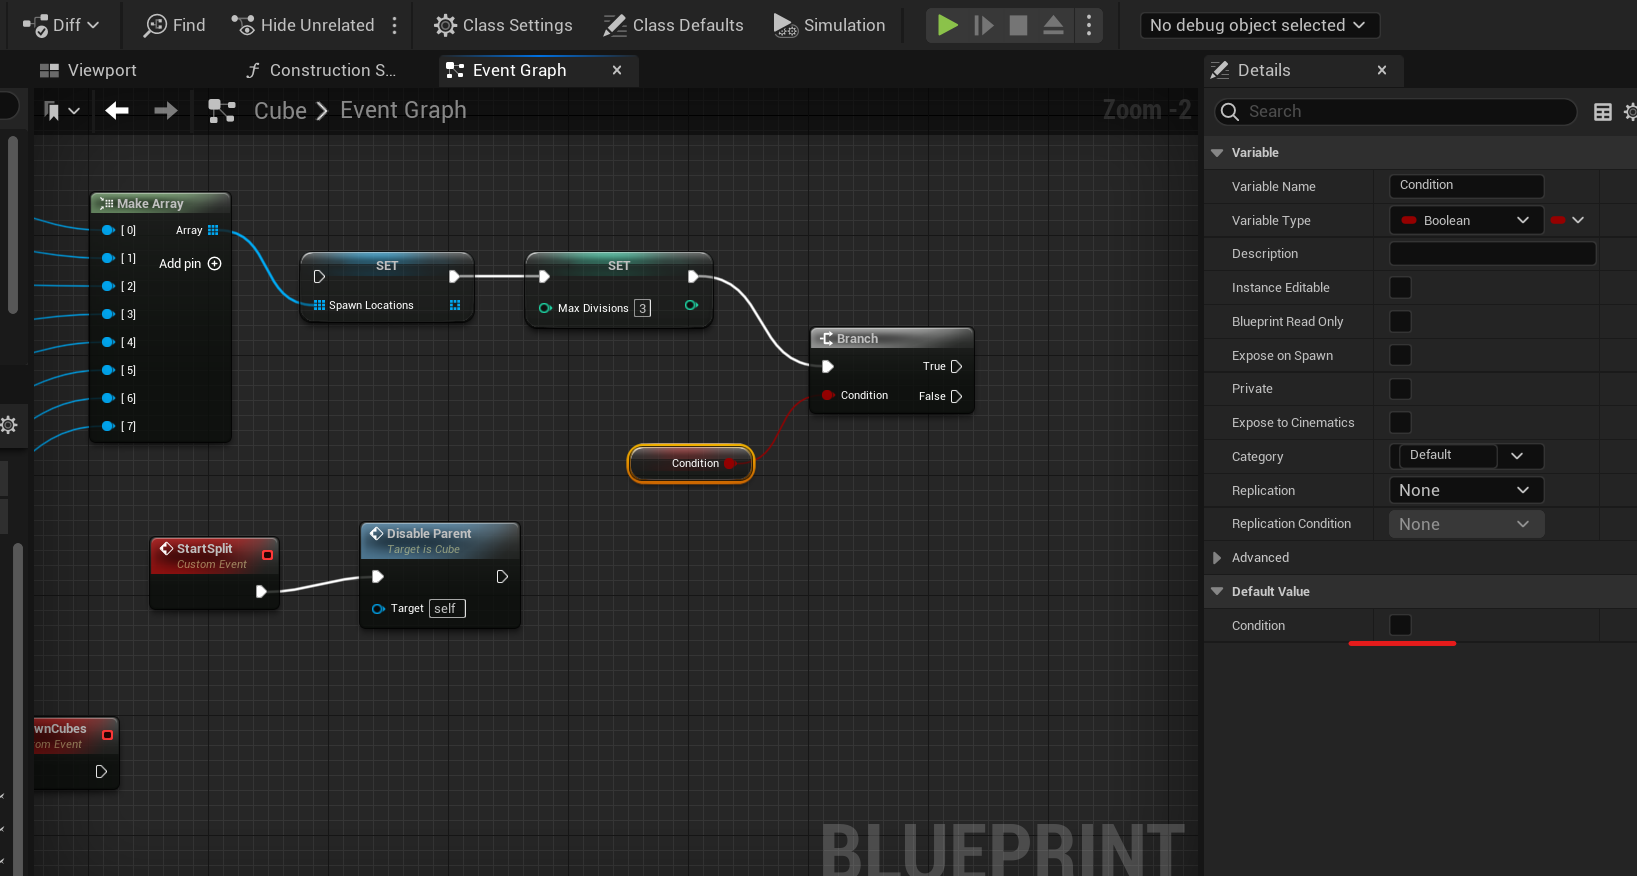 Diff
Find
Hide Unrelated
Class Settings
Class Defaults
Simulation
No debug object selected
Viewport
Construction S...
Event Graph
Details
Cube > Event Graph
Zoom -2
Search
Variable
Variable Name
Condition
Variable Type
Boolean
Description
Instance Editable
Blueprint Read Only
Expose on Spawn
Private
Expose to Cinematics
Category
Default
Replication
None
Replication Condition
None
Advanced
Default Value
Condition
Make Array
[0]
Array
[1]
Add pin
[2]
[3]
[4]
[5]
[6]
[7]
SET
Spawn Locations
SET
Max Divisions 3
Branch
True
Condition
False
Condition
StartSplit
Custom Event
Disable Parent
Target is Cube
Target self
wnCubes
om Event
BLUEPRINT